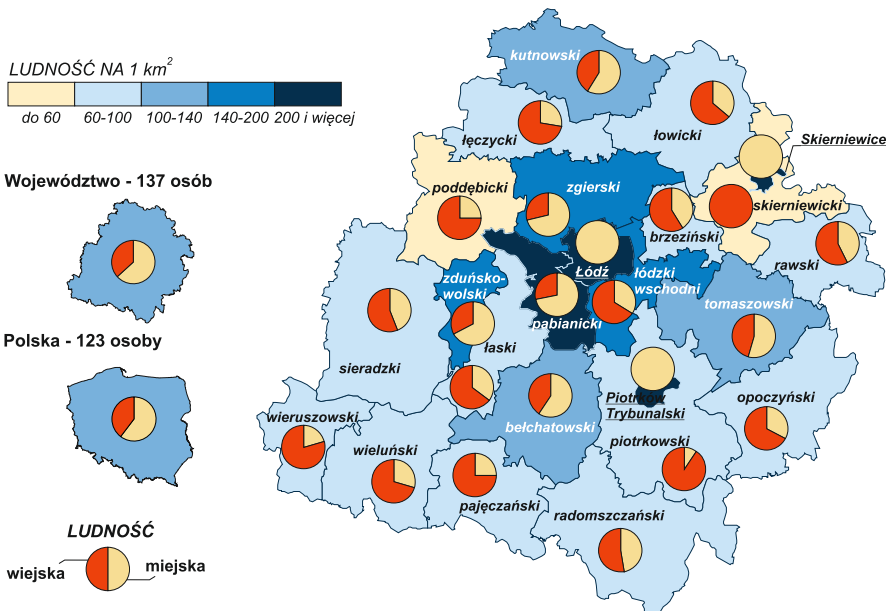 LUDNOŚĆ NA 1 km²
do 60
60-100
100-140
140-200
200 i więcej
Województwo - 137 osób
Polska - 123 osoby
LUDNOŚĆ
wiejska
miejska
kutnowski
łęczycki
łowicki
Skierniewice
poddębicki
zgierski
skierniewicki
brzeziński
rawski
Łódź
łódzki
wschodni
zduńsko-
wolski
tomaszowski
pabianicki
łaski
sieradzki
Piotrków
Trybunalski
opoczyński
wieruszowski
bełchatowski
piotrkowski
wieluński
pajęczański
radomszczański